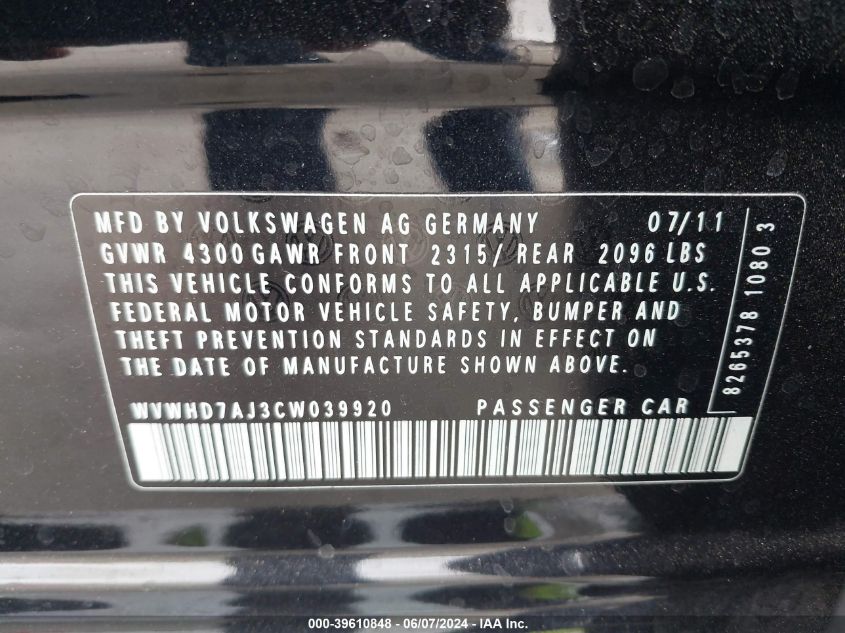 MFD BY VOLKSWAGEN AG GERMANY 07/11
GVWR 4300 GAWR FRONT 2315/ REAR 2096 LBS
THIS VEHICLE CONFORMS TO ALL APPLICABLE U.S.
FEDERAL MOTOR VEHICLE SAFETY, BUMPER AND
THEFT PREVENTION STANDARDS IN EFFECT ON
THE DATE OF MANUFACTURE SHOWN ABOVE.
WVWHD7AJ3CW039920 PASSENGER CAR
8265378 1080 3
000-39610848 - 06/07/2024 - IAA Inc.